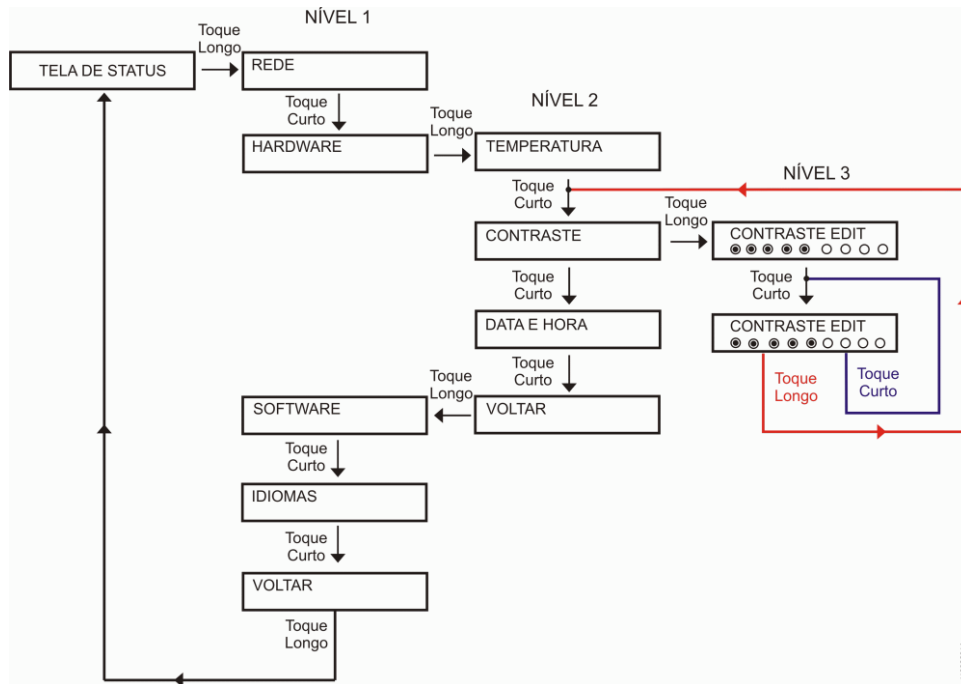 NÍVEL 1
Toque
Longo
TELA DE STATUS
REDE
Toque
Curto
NÍVEL 2
Toque
Longo
HARDWARE
TEMPERATURA
Toque
Curto
NÍVEL 3
Toque
Longo
CONTRASTE
CONTRASTE EDIT
Toque
Curto
Toque
Curto
DATA E HORA
CONTRASTE EDIT
Toque
Curto
Toque
Longo
Toque
Curto
Toque
Longo
SOFTWARE
VOLTAR
Toque
Curto
IDIOMAS
Toque
Curto
VOLTAR
Toque
Longo